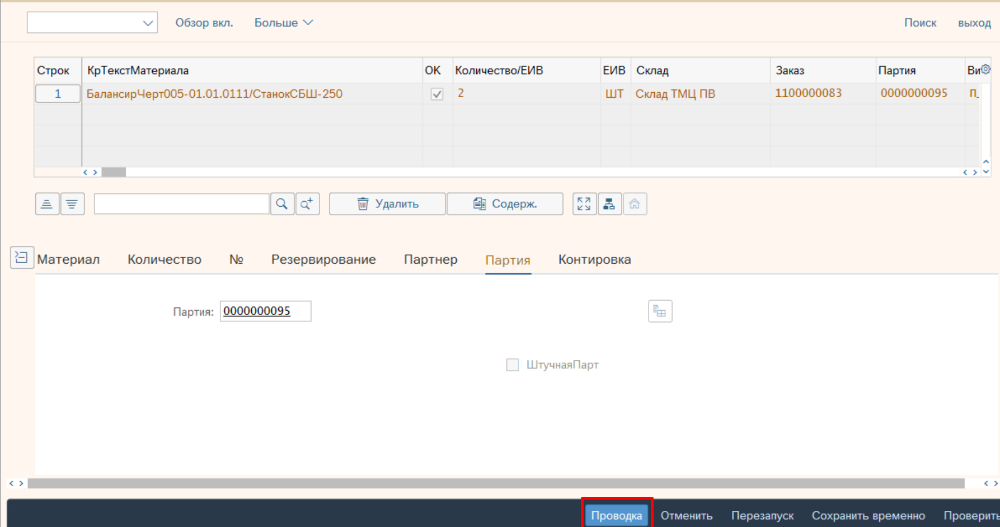 Обзор вкл. Больше Поиск выход
Строк КрТекстМатериала ОК Количество/ЕИВ ЕИВ Склад Заказ Партия Ви
1 БалансирЧерт005-01.01.0111/СтанокСБШ-250 2 ШТ Склад ТМЦ ПВ 1100000083 0000000095 П_
Удалить Содерж.
Материал Количество № Резервирование Партнер Партия Контировка
Партия: 0000000095
ШтучнаяПарт
Проводка Отменить Перезапуск Сохранить временно Проверить